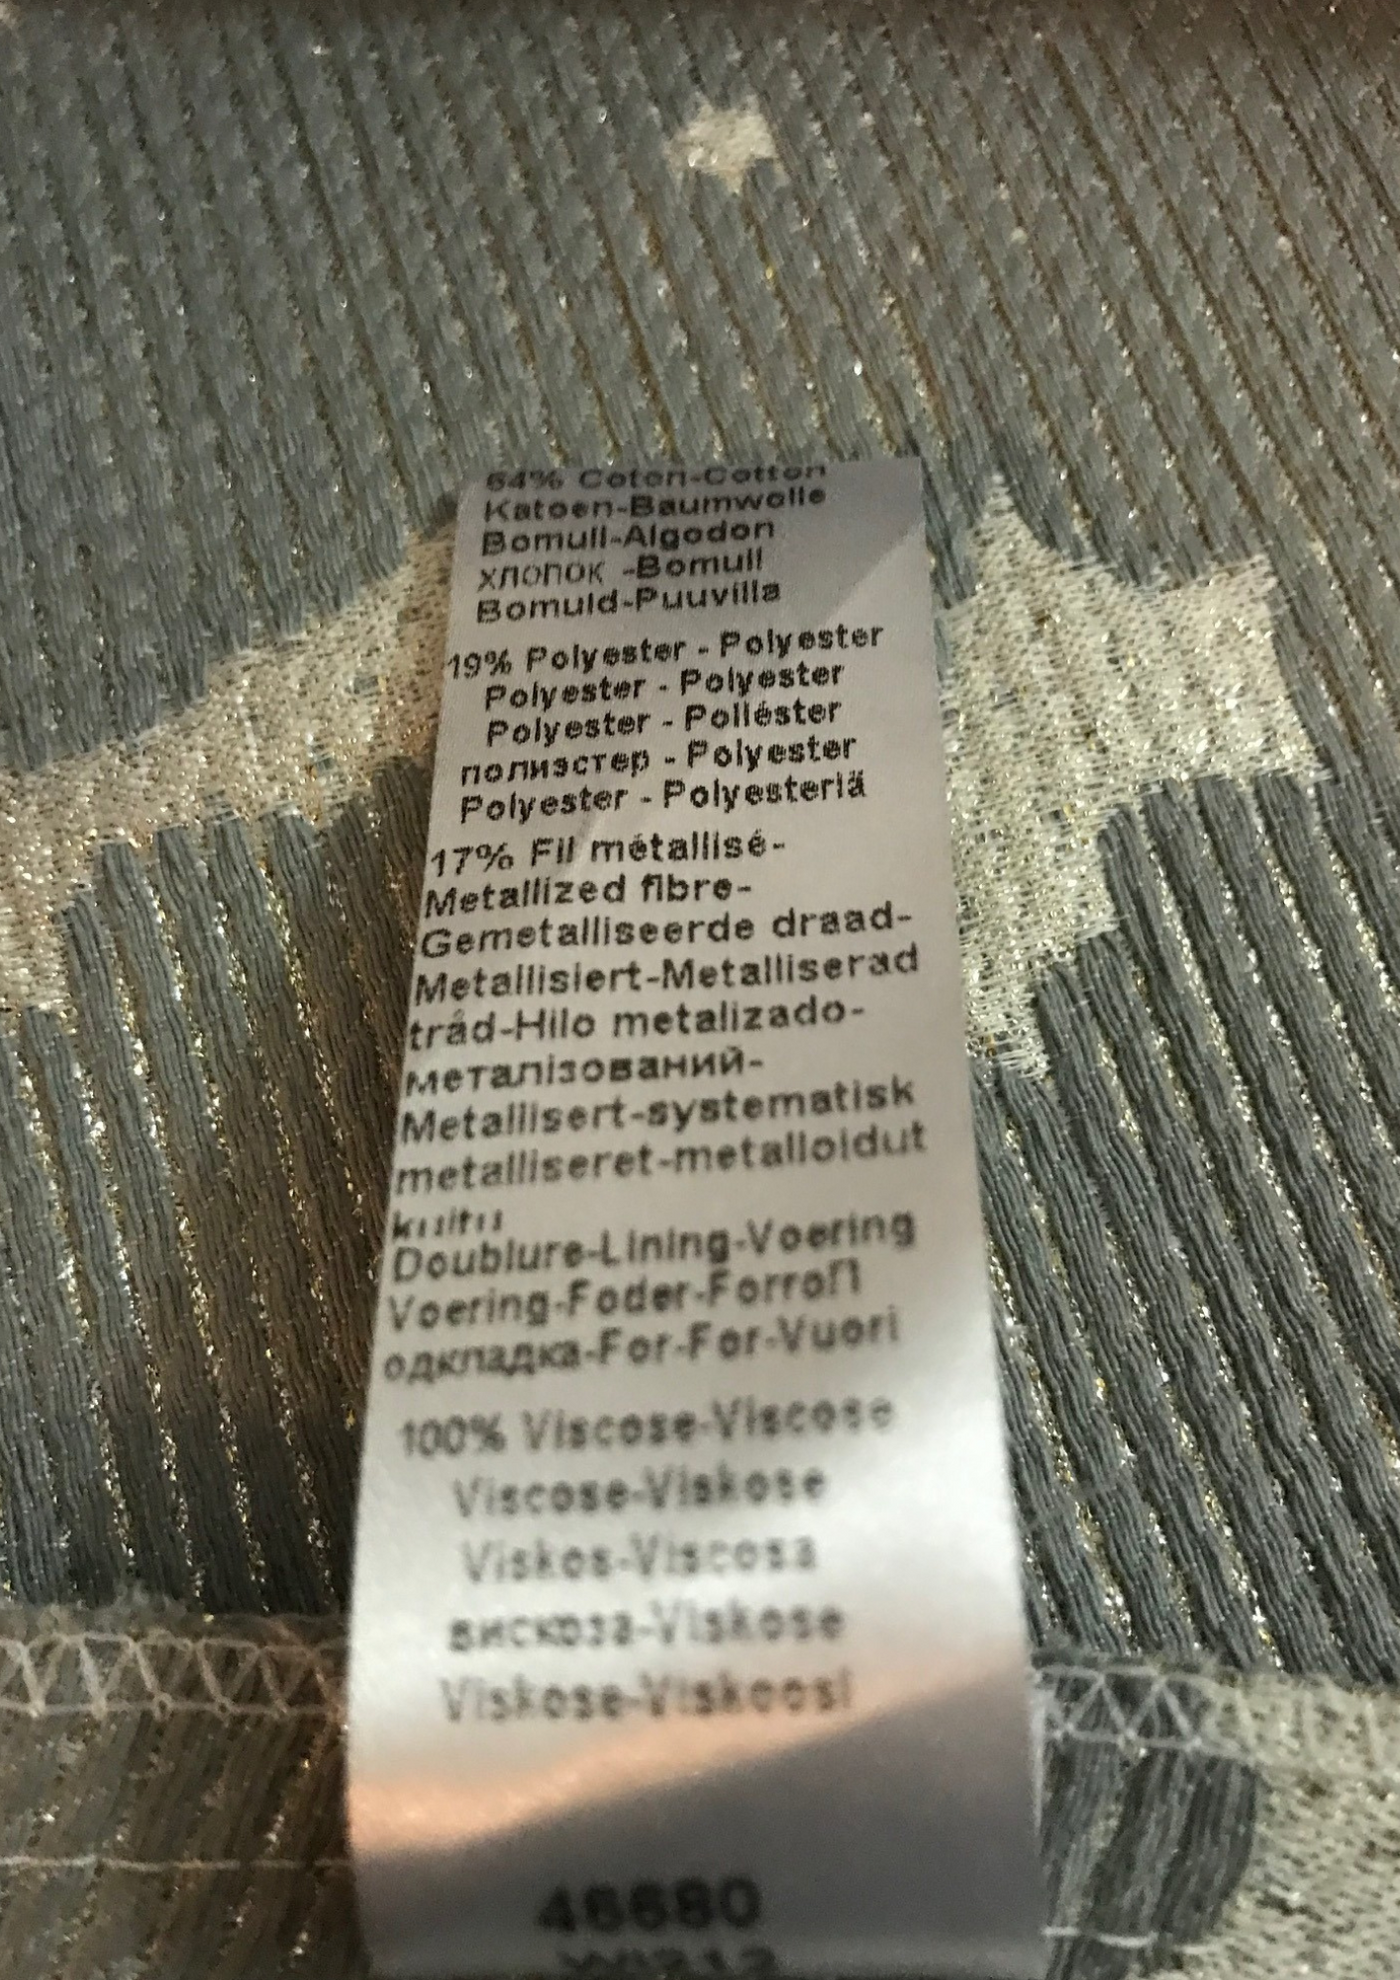 64% Coton-Cotton
Katoen-Baumwolle
Bomull-Algodon
хлопок -Bomull
Bomuld-Puuvilla
19% Polyester - Polyester
Polyester - Polyester
Polyester - Poliéster
полиэстер - Polyester
Polyester - Polyesteriä
17% Fil métallisé-
Metallized fibre-
Gemetalliseerde draad-
Metallisiert-Metalliserad
tråd-Hilo metalizado-
металізований-
Metallisert-systematisk
metalliseret-metalloidut
kuitu
Doublure-Lining-Voering
Voering-Foder-ForroП
одкладка-For-For-Vuori
100% Viscose-Viscose
Viscose-Viskose
Viskos-Viscosa
вискоза-Viskose
Viskose-Viskoosi
46680